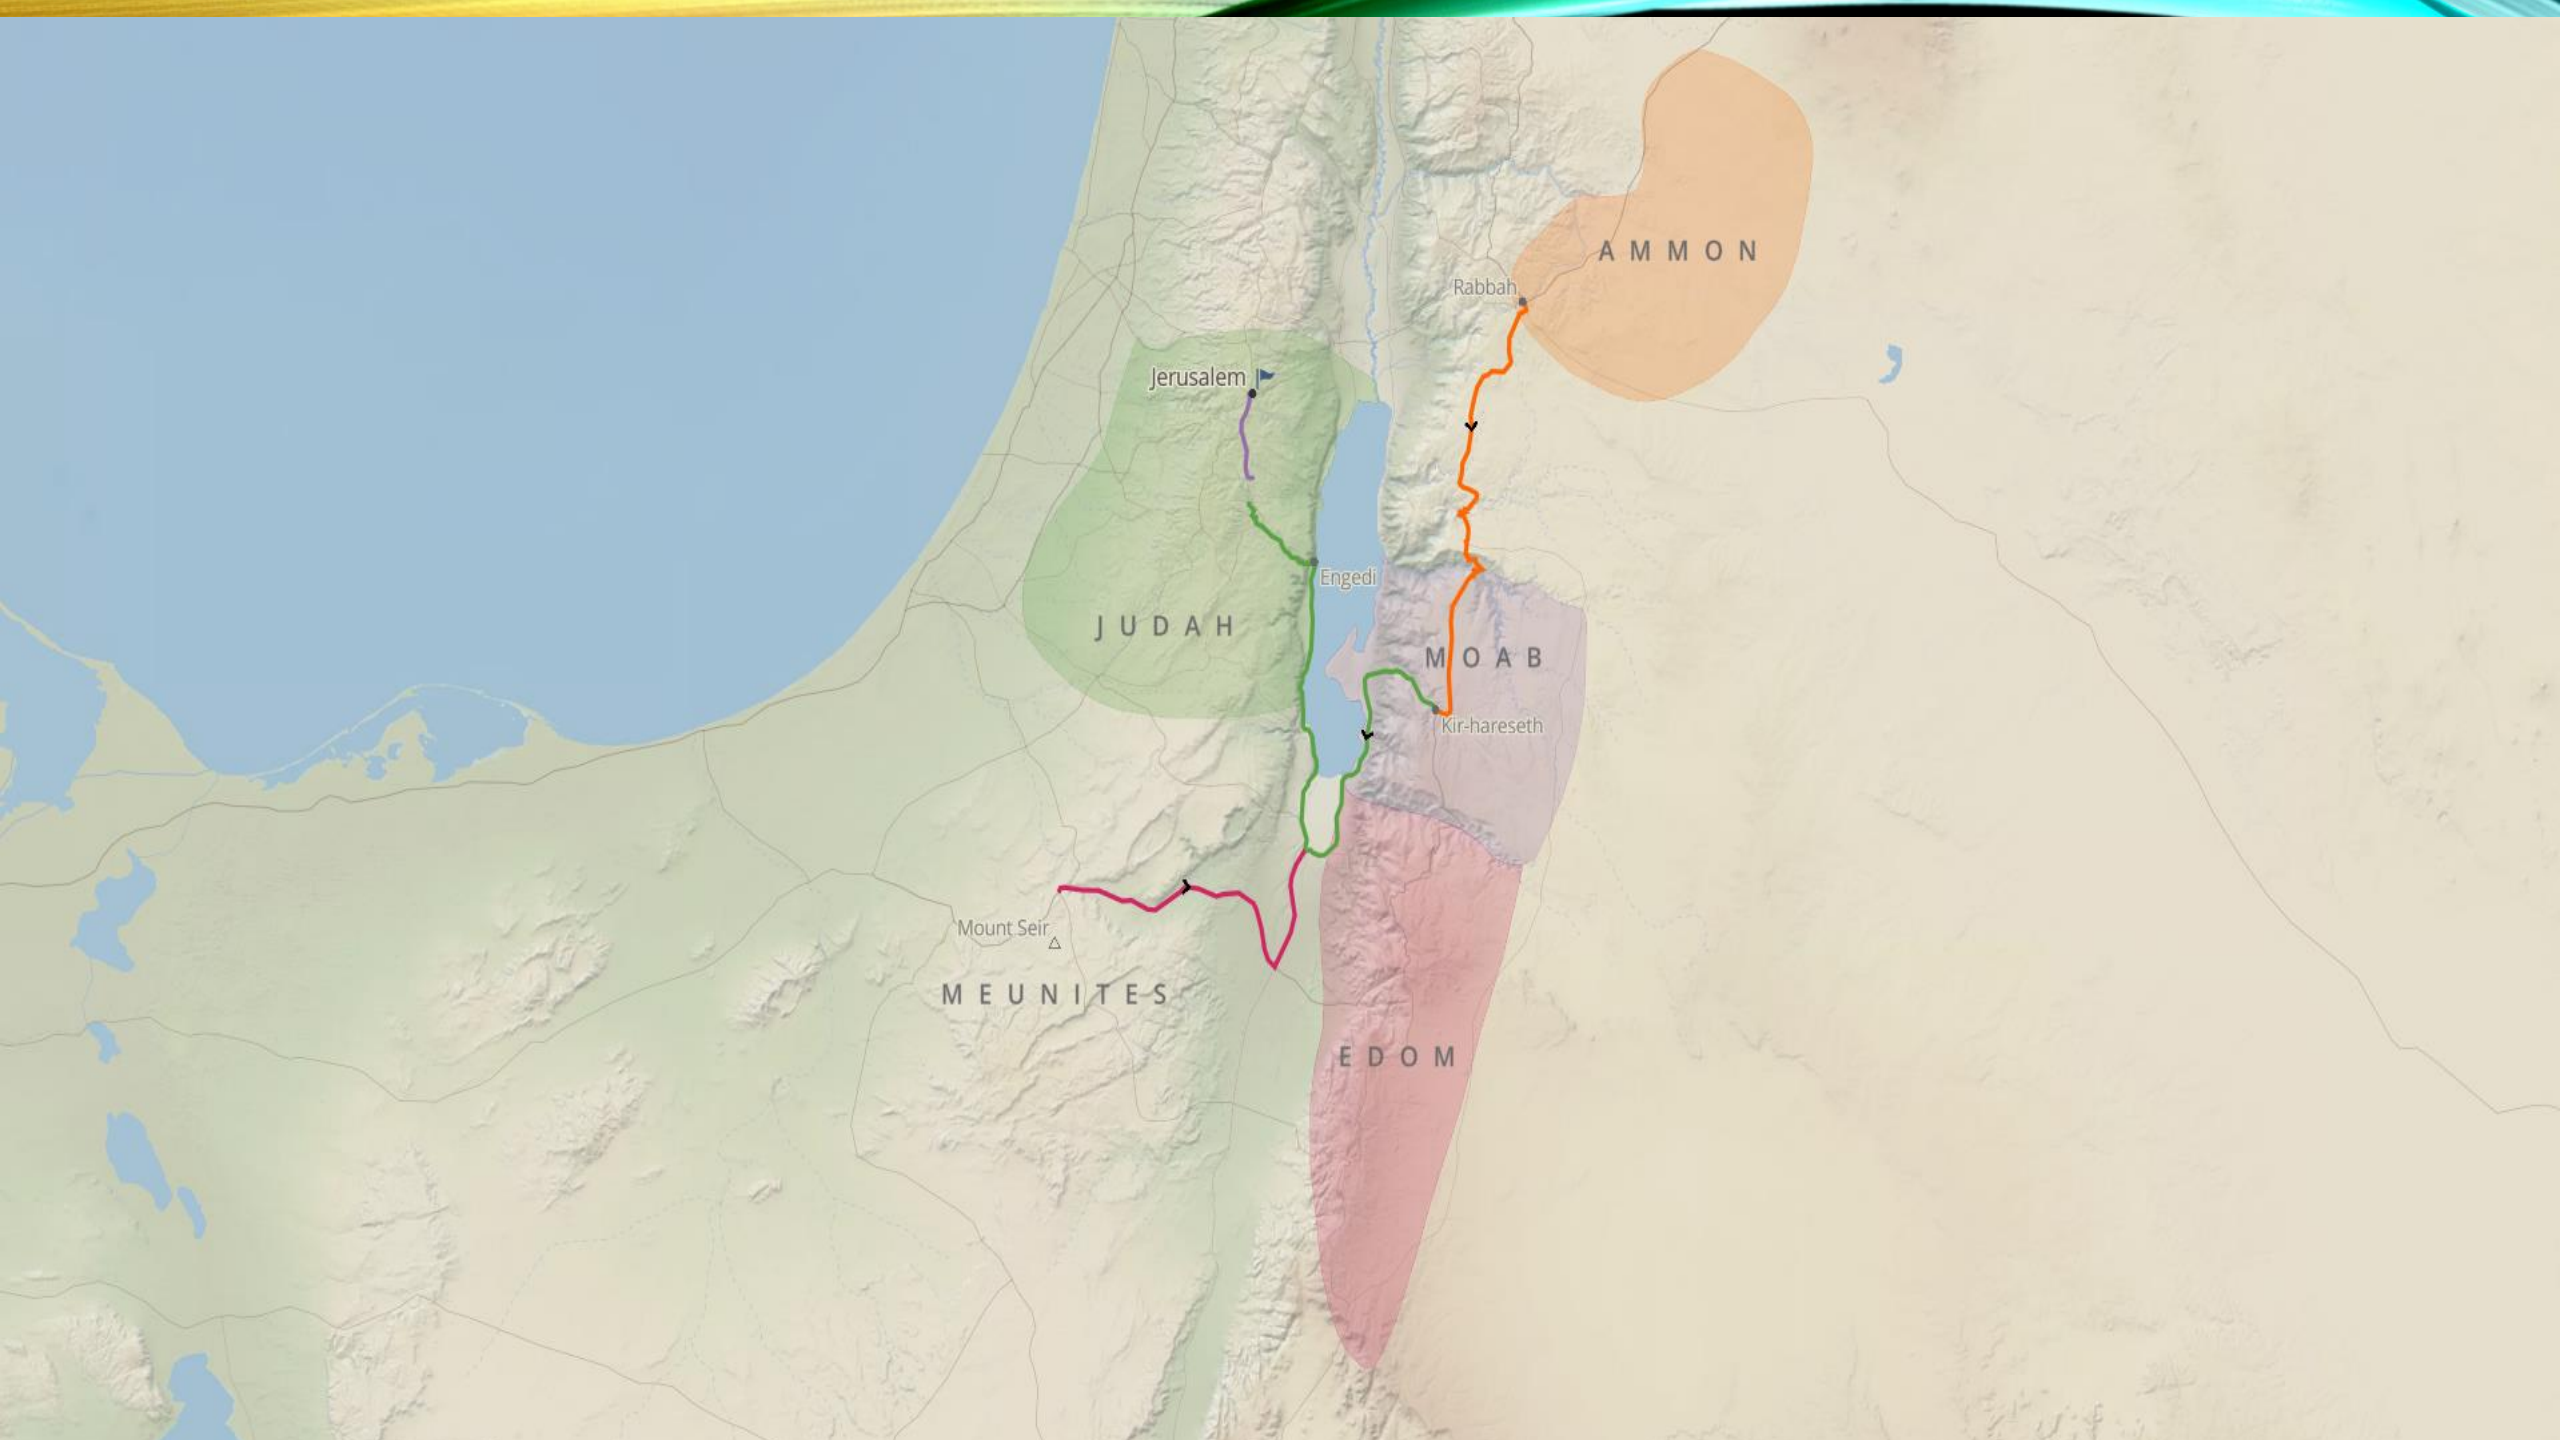 AMMON
Rabbah
Jerusalem
Engedi
JUDAH
MOAB
Kir-hareseth
Mount Seir
MEUNITES
EDOM